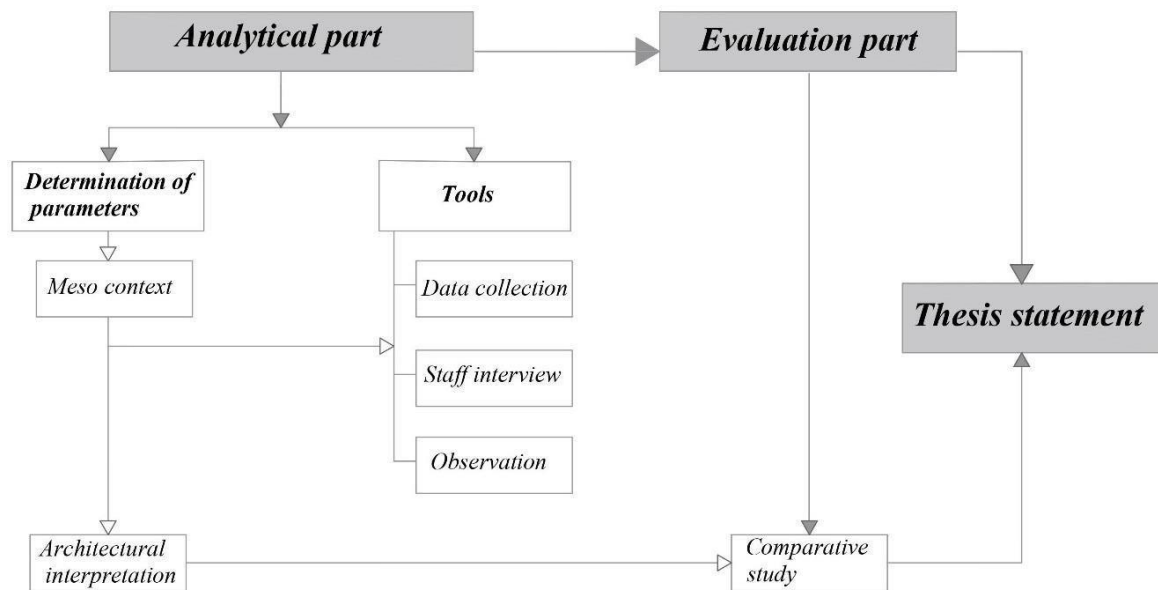 Analytical part
Evaluation part
Determination of
parameters
Tools
Meso context
Data collection
Thesis statement
Staff interview
Observation
Architectural
interpretation
Comparative
study